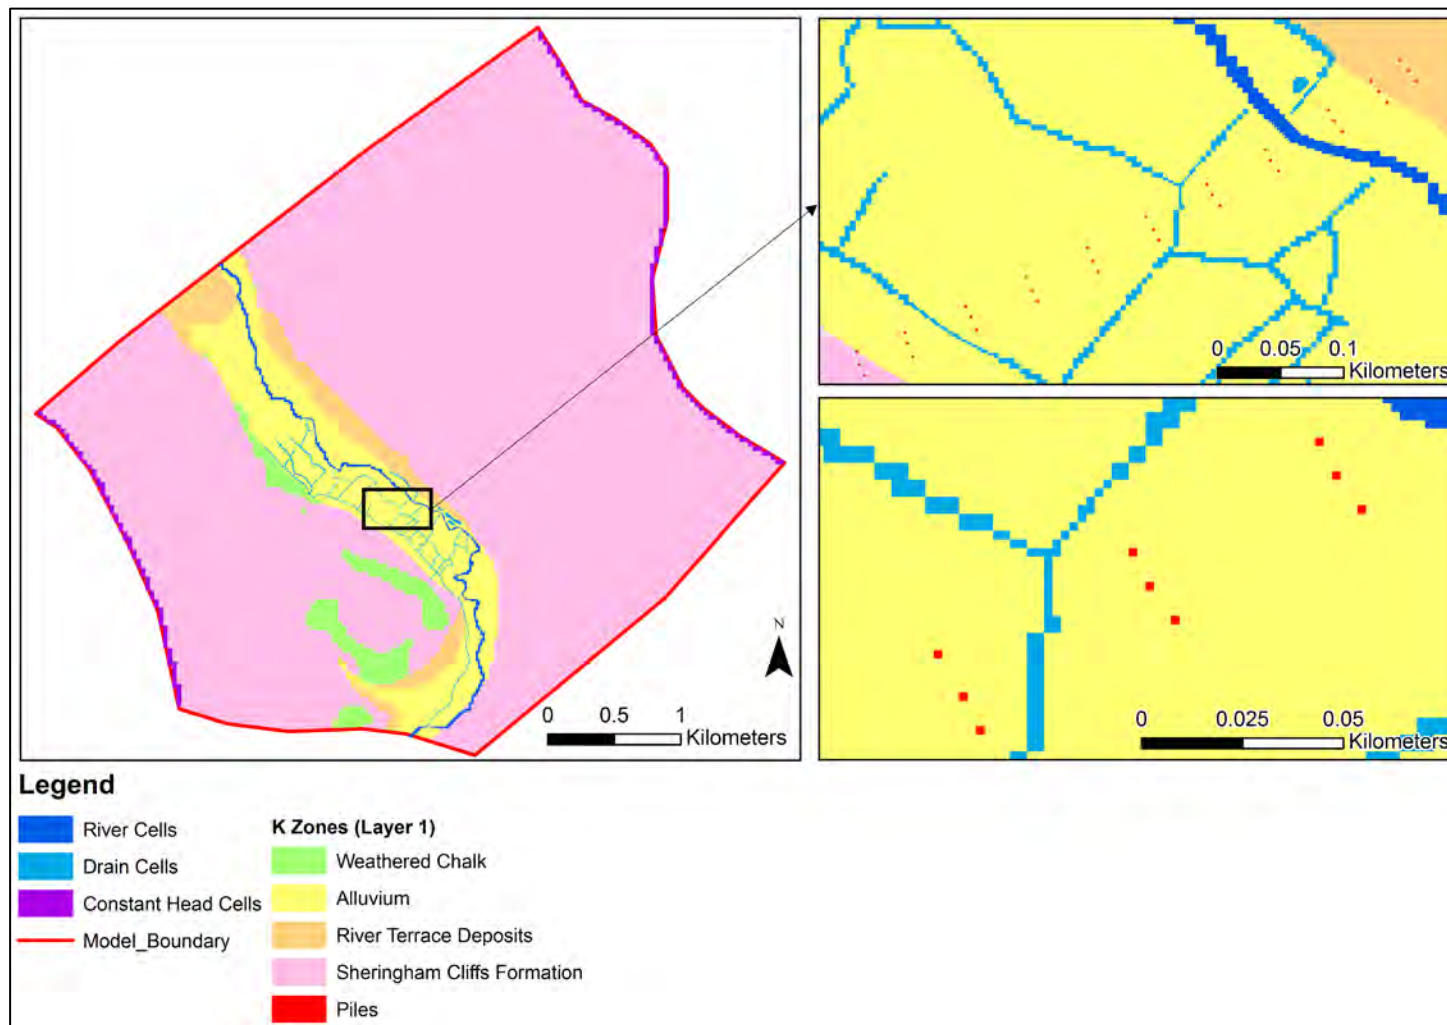 N
0 0.5 1
Kilometers
0 0.05 0.1
Kilometers
0 0.025 0.05
Kilometers
Legend
River Cells
Drain Cells
Constant Head Cells
Model_Boundary
K Zones (Layer 1)
Weathered Chalk
Alluvium
River Terrace Deposits
Sheringham Cliffs Formation
Piles